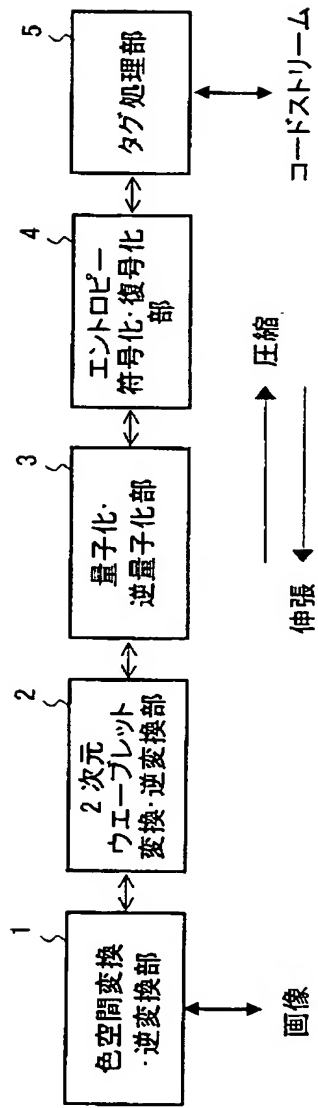 1
色空間変換
・逆変換部
画像
2
2次元
ウエーブレット
変換・逆変換部
3
量子化・
逆量子化部
4
エントロピー
符号化・復号化
部
5
タグ処理部
コードストリーム
圧縮
伸張